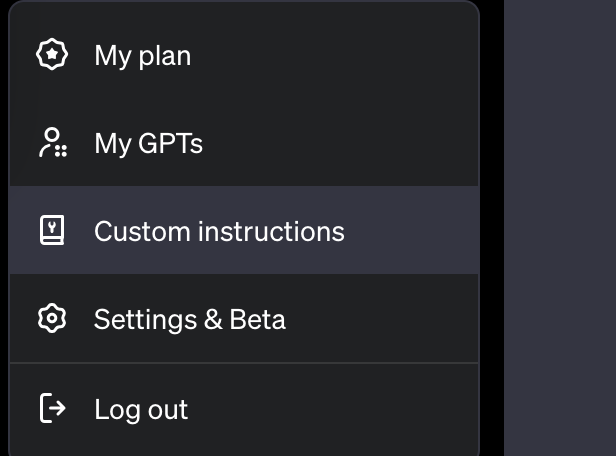 My plan
My GPTs
Custom instructions
Settings & Beta
Log out